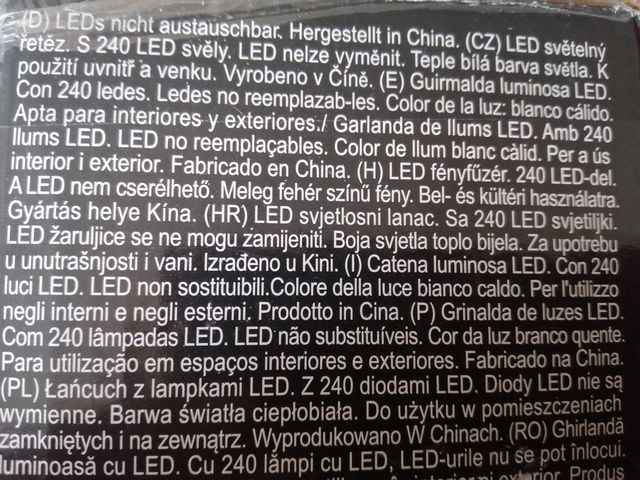 (D) LEDs nicht austauschbar. Hergestellt in China. (CZ) LED světelný
řetěz. S 240 LED svěly. LED nelze vyměnit. Teple bílá barva světla. K
použití uvnitř a venku. Vyrobeno v Číně. (E) Guirmalda luminosa LED.
Con 240 ledes. Ledes no reemplazab-les. Color de la luz: blanco cálido.
Apta para interiores y exteriores./ Garlanda de llums LED. Amb 240
llums LED. LED no reemplaçables. Color de llum blanc càlid. Per a ús
interior i exterior. Fabricado en China. (H) LED fényfűzér. 240 LED-del.
A LED nem cserélhető. Meleg fehér színű fény. Bel- és kültéri használatra.
Gyártás helye Kína. (HR) LED svjetlosni lanac. Sa 240 LED svjetiljki.
LED žaruljice se ne mogu zamijeniti. Boja svjetla toplo bijela. Za upotrebu
u unutrašnjosti i vani. Izrađeno u Kini. (I) Catena luminosa LED. Con 240
luci LED. LED non sostituibili.Colore della luce bianco caldo. Per l'utilizzo
negli interni e negli esterni. Prodotto in Cina. (P) Grinalda de luzes LED.
Com 240 lâmpadas LED. LED não substituíveis. Cor da luz branco quente.
Para utilização em espaços interiores e exteriores. Fabricado na China.
(PL) Łańcuch z lampkami LED. Z 240 diodami LED. Diody LED nie są
wymienne. Barwa światła ciepłobiała. Do użytku w pomieszczeniach
zamkniętych i na zewnątrz. Wyprodukowano W Chinach. (RO) Ghirlandă
luminoasă cu LED. Cu 240 lămpi cu LED, LED-urile nu se pot înlocui.
interior și exterior. Produs